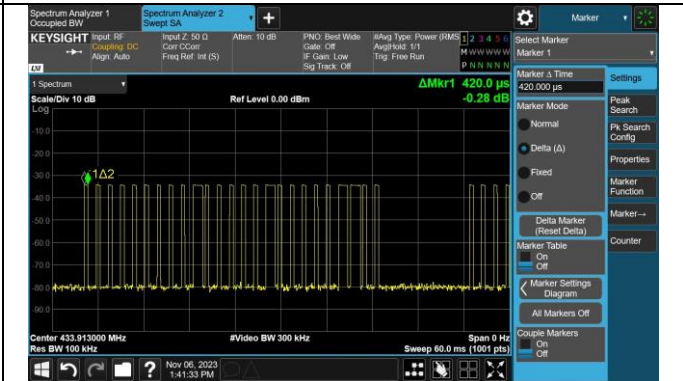 Spectrum Analyzer 1
Occupied BW
Spectrum Analyzer 2
Swept SA
+
Marker
KEYSIGHT
Input: RF
Coupling: DC
Align: Auto
Input Z: 50 Ω
Corr CCorr
Freq Ref: Int (S)
Atten: 10 dB
PNO: Best Wide
Gate: Off
IF Gain: Low
Sig Track: Off
#Avg Type: Power (RMS
Avg|Hold: 1/1
Trig: Free Run
1 2 3 4 5 6
M W W W W W
P N N N N N
LXI
Select Marker
Marker 1
1 Spectrum
Scale/Div 10 dB
Log
Ref Level 0.00 dBm
ΔMkr1 420.0 µs
-0.28 dB
-10.0
-20.0
-30.0
-40.0
-50.0
-60.0
-70.0
-80.0
-90.0
1Δ2
Center 433.913000 MHz
Res BW 100 kHz
#Video BW 300 kHz
Span 0 Hz
Sweep 60.0 ms (1001 pts)
Marker Δ Time
420.000 µs
Marker Mode
Normal
Delta (Δ)
Fixed
Off
Delta Marker
(Reset Delta)
Marker Table
On
Off
Marker Settings
Diagram
All Markers Off
Couple Markers
On
Off
Settings
Peak
Search
Pk Search
Config
Properties
Marker
Function
Marker→
Counter
?
Nov 06, 2023
1:41:33 PM